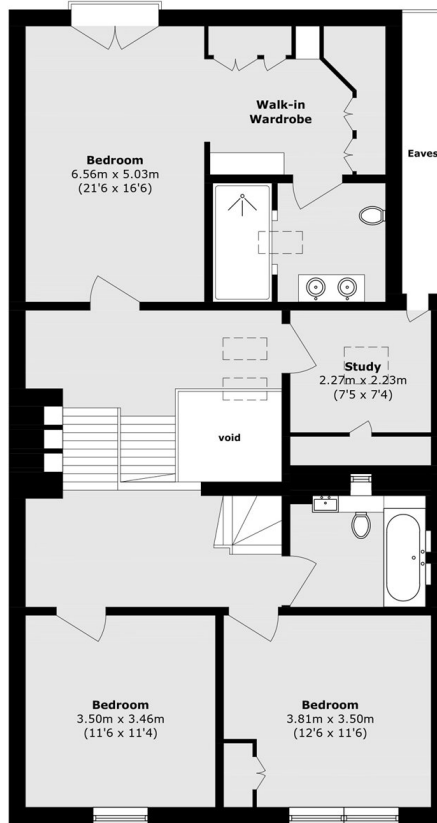 Walk-in
Wardrobe
Bedroom
6.56m x 5.03m
(21'6 x 16'6)
Eaves
Study
2.27m x 2.23m
(7'5 x 7'4)
void
Bedroom
3.50m x 3.46m
(11'6 x 11'4)
Bedroom
3.81m x 3.50m
(12'6 x 11'6)